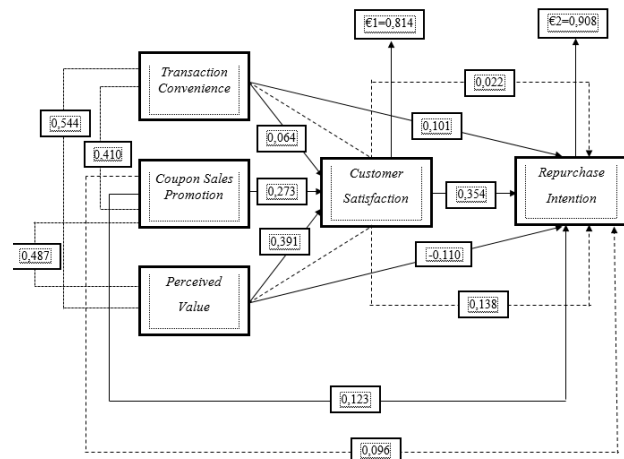 €1=0,814
€2=0,908
Transaction
Convenience
0,022
0,544
0,101
0,064
0,410
Coupon Sales
Promotion
0,273
Customer
Satisfaction
0,354
Repurchase
Intention
0,391
0,487
-0,110
Perceived
Value
0,138
0,123
0,096